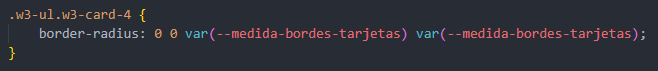 .w3-ul.w3-card-4 {
    border-radius: 0 0 var(--medida-bordes-tarjetas) var(--medida-bordes-tarjetas);
}